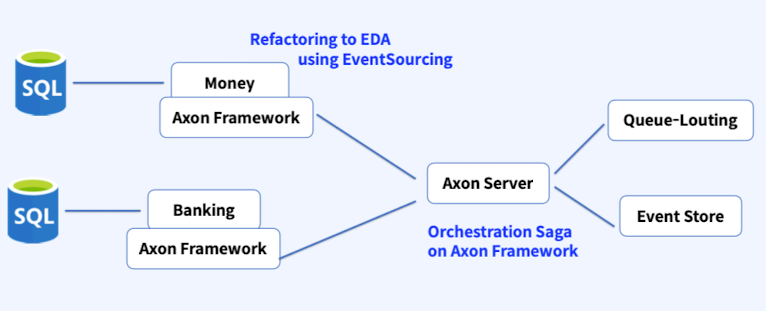 Refactoring to EDA
using EventSourcing
SQL
Money
Axon Framework
Queue-Louting
Axon Server
SQL
Banking
Axon Framework
Event Store
Orchestration Saga
on Axon Framework